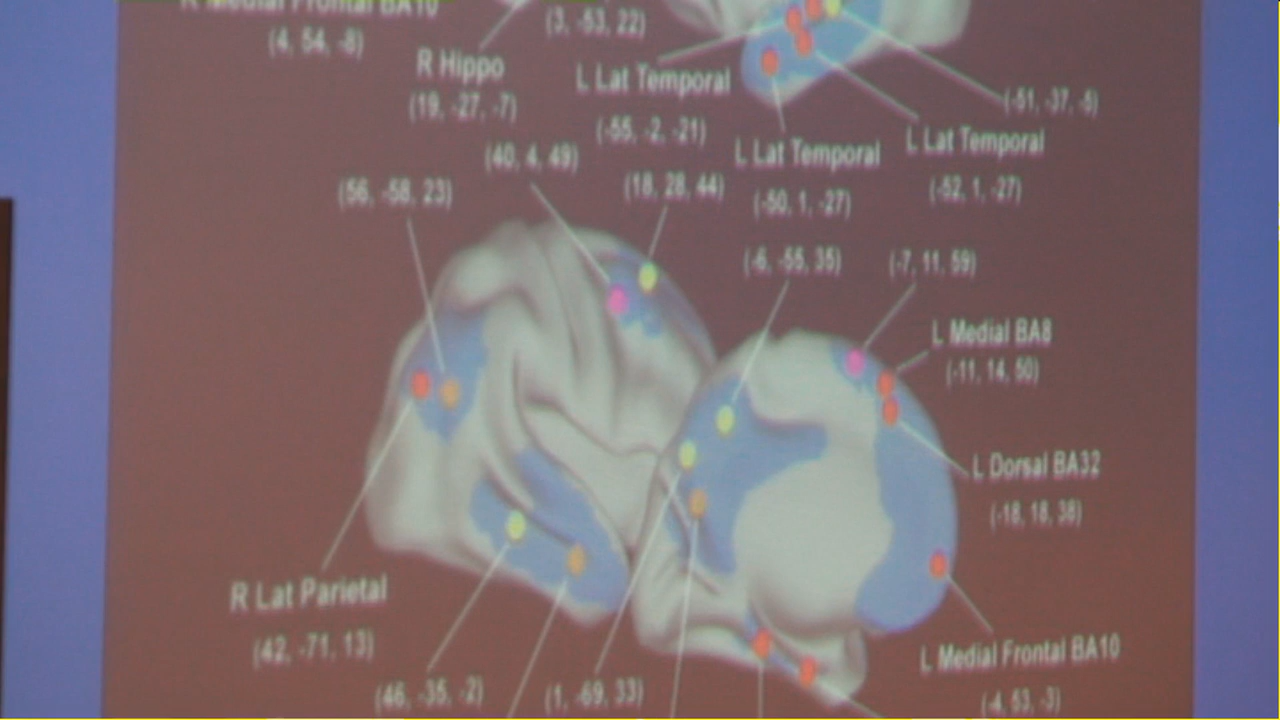 R Medial Frontal BA10
(4, 54, -8)
(3, -53, 22)
R Hippo
(19, -27, -7)
L Lat Temporal
(-55, -2, -21)
(-51, -37, -5)
L Lat Temporal
(-52, 1, -27)
L Lat Temporal
(-50, 1, -27)
(40, 4, 49)
(18, 28, 44)
(56, -58, 23)
(-6, -55, 35)
(-7, 11, 59)
L Medial BA8
(-11, 14, 50)
L Dorsal BA32
(-18, 18, 38)
R Lat Parietal
(42, -71, 13)
(46, -35, -2)
(1, -69, 33)
L Medial Frontal BA10
(-4, 53, -3)